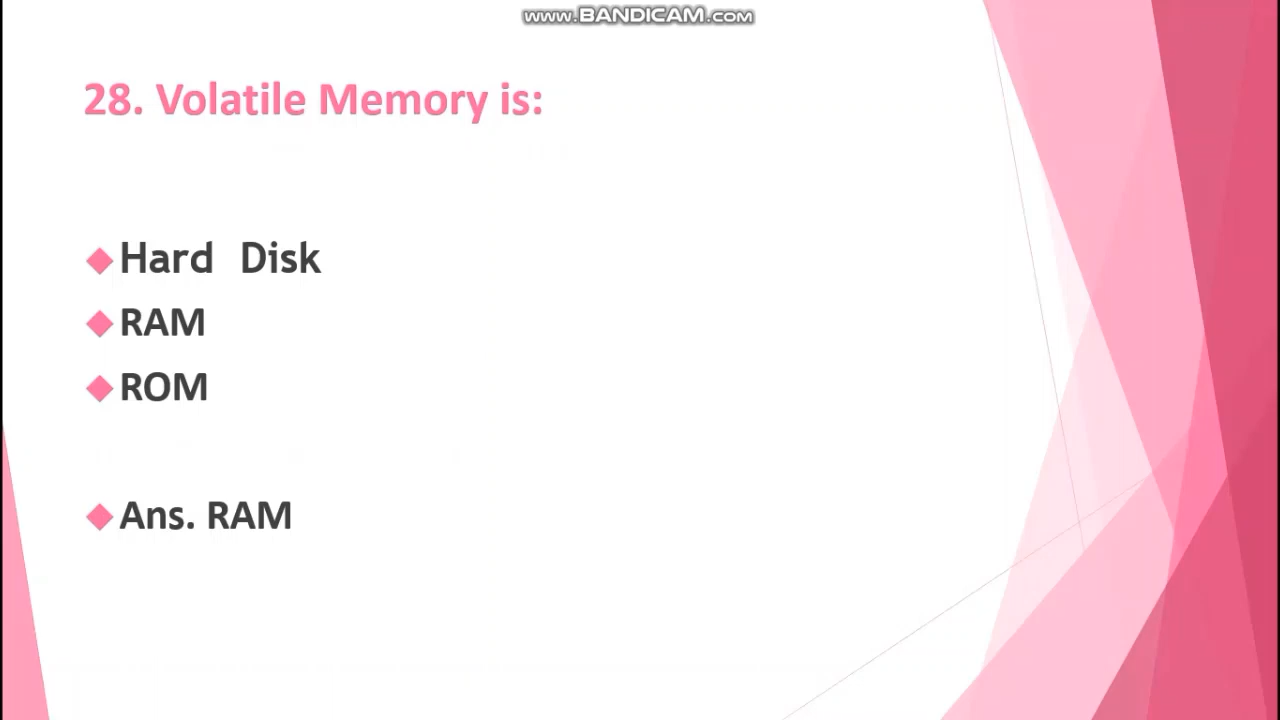 www.BANDICAM.com
28. Volatile Memory is:
Hard Disk
RAM
ROM
Ans. RAM